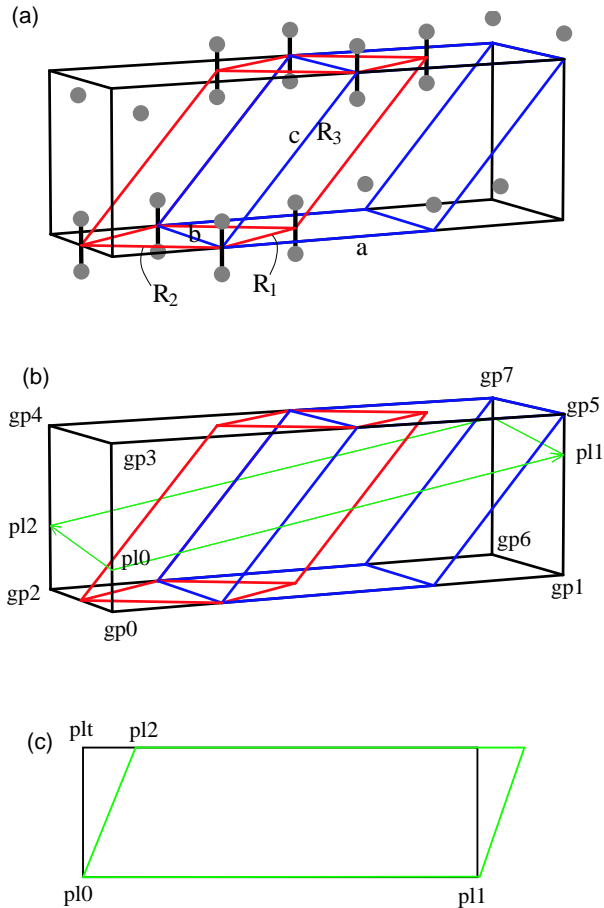 (a)
c R₃
b
a
R₂ R₁
(b)
gp7
gp4 gp5
gp3
pl1
pl2
pl0
gp6
gp2 gp1
gp0
(c)
plt pl2
pl0 pl1